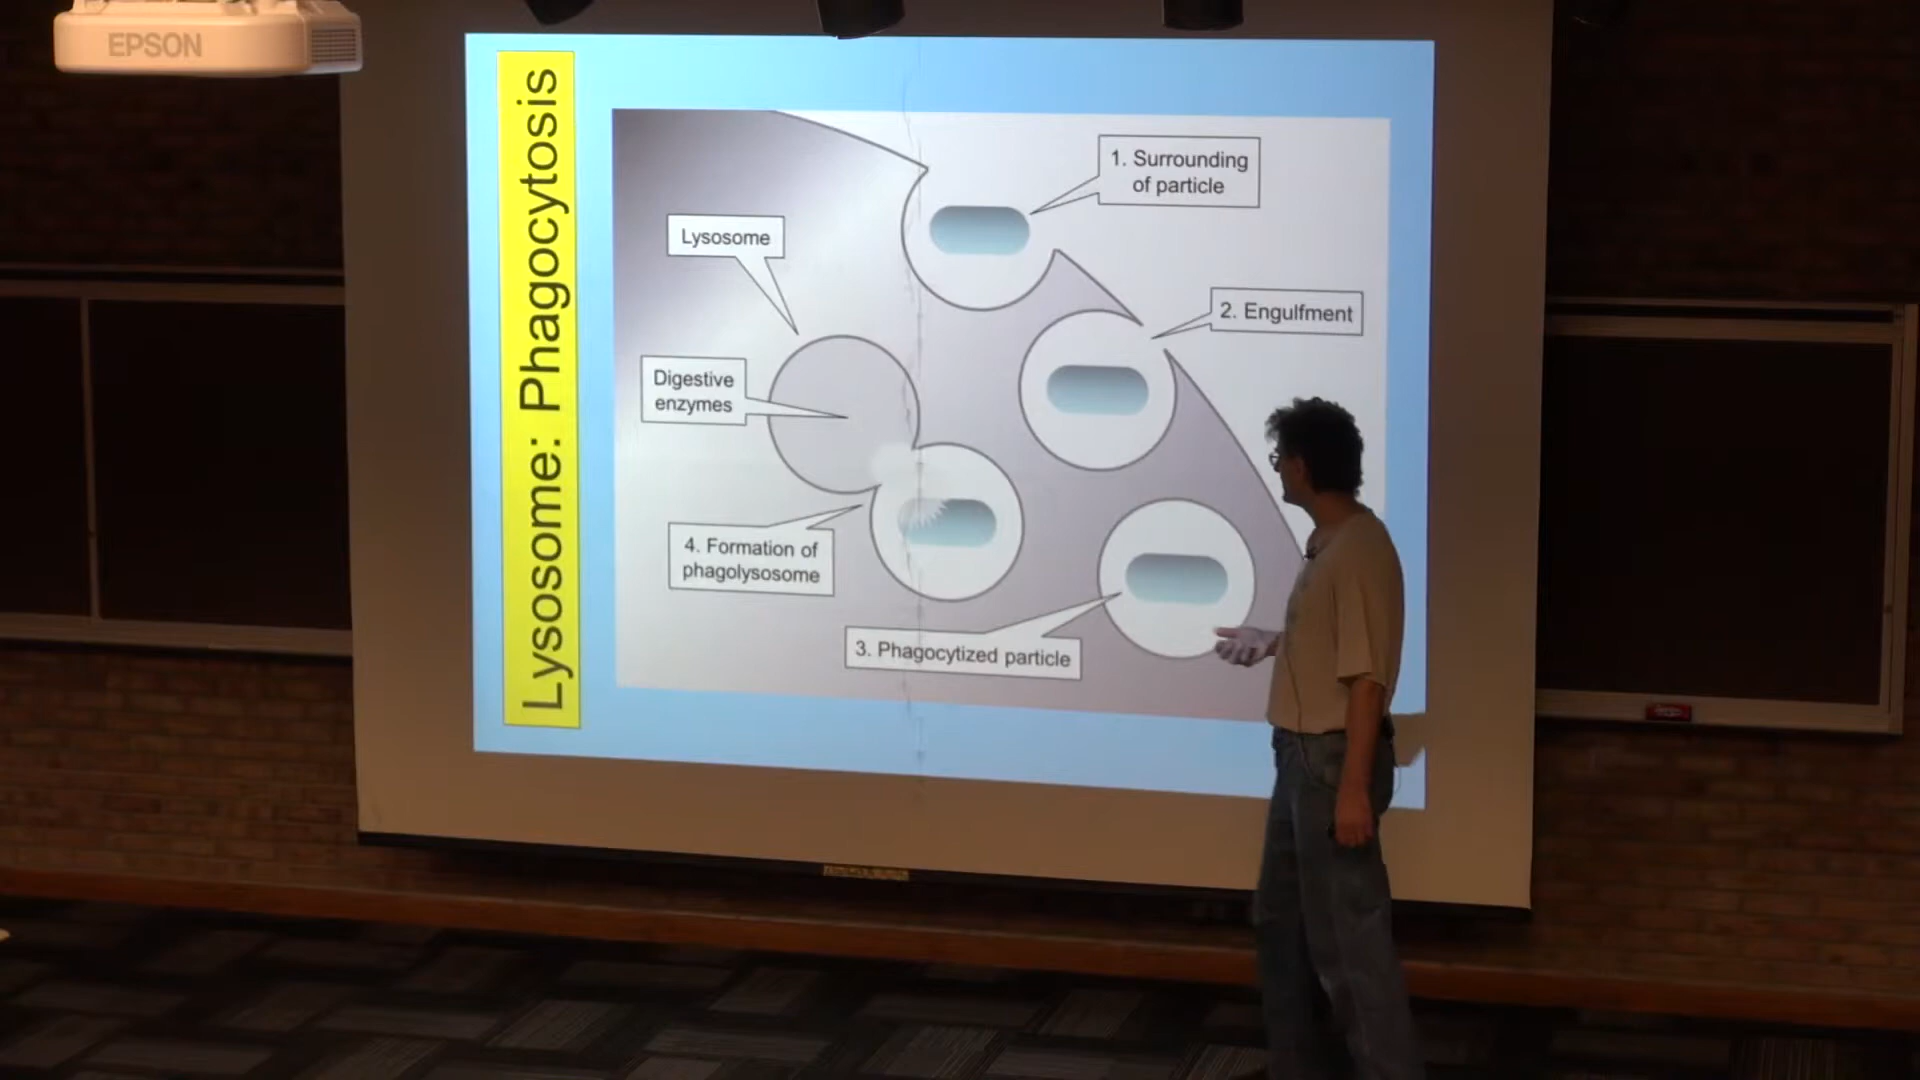 EPSON
Lysosome: Phagocytosis
1. Surrounding
of particle
Lysosome
2. Engulfment
Digestive
enzymes
4. Formation of
phagolysosome
3. Phagocytized particle